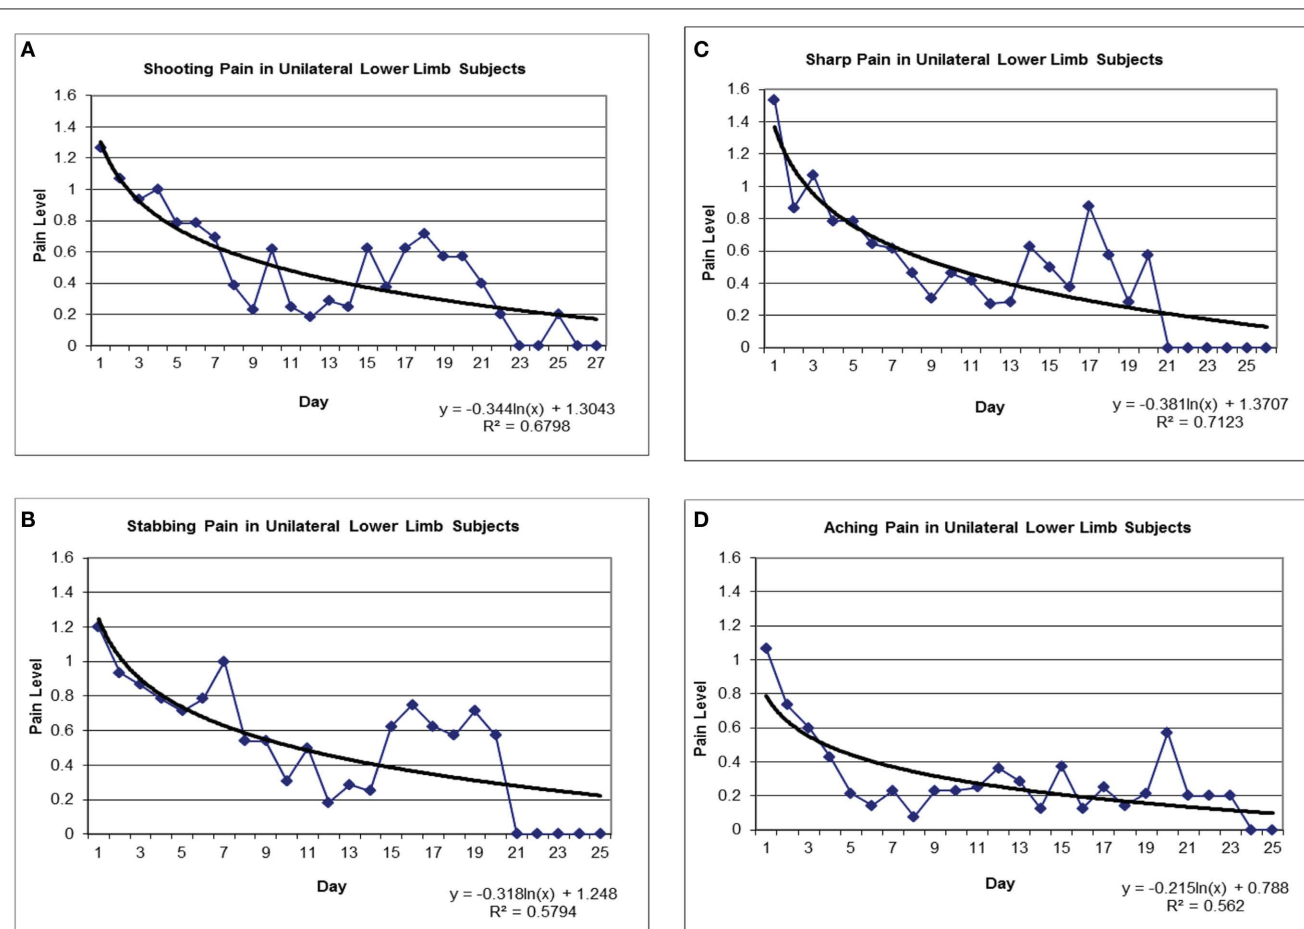 A
Shooting Pain in Unilateral Lower Limb Subjects
1.6
1.4
1.2
1
0.8
0.6
0.4
0.2
0
Pain Level
1 3 5 7 9 11 13 15 17 19 21 23 25 27
Day
y = -0.344ln(x) + 1.3043
R² = 0.6798
B
Stabbing Pain in Unilateral Lower Limb Subjects
1.6
1.4
1.2
1
0.8
0.6
0.4
0.2
0
Pain Level
1 3 5 7 9 11 13 15 17 19 21 23 25
Day
y = -0.318ln(x) + 1.248
R² = 0.5794
C
Sharp Pain in Unilateral Lower Limb Subjects
1.6
1.4
1.2
1
0.8
0.6
0.4
0.2
0
Pain Level
1 3 5 7 9 11 13 15 17 19 21 23 25
Day
y = -0.381ln(x) + 1.3707
R² = 0.7123
D
Aching Pain in Unilateral Lower Limb Subjects
1.6
1.4
1.2
1
0.8
0.6
0.4
0.2
0
Pain Level
1 3 5 7 9 11 13 15 17 19 21 23 25
Day
y = -0.215ln(x) + 0.788
R² = 0.562